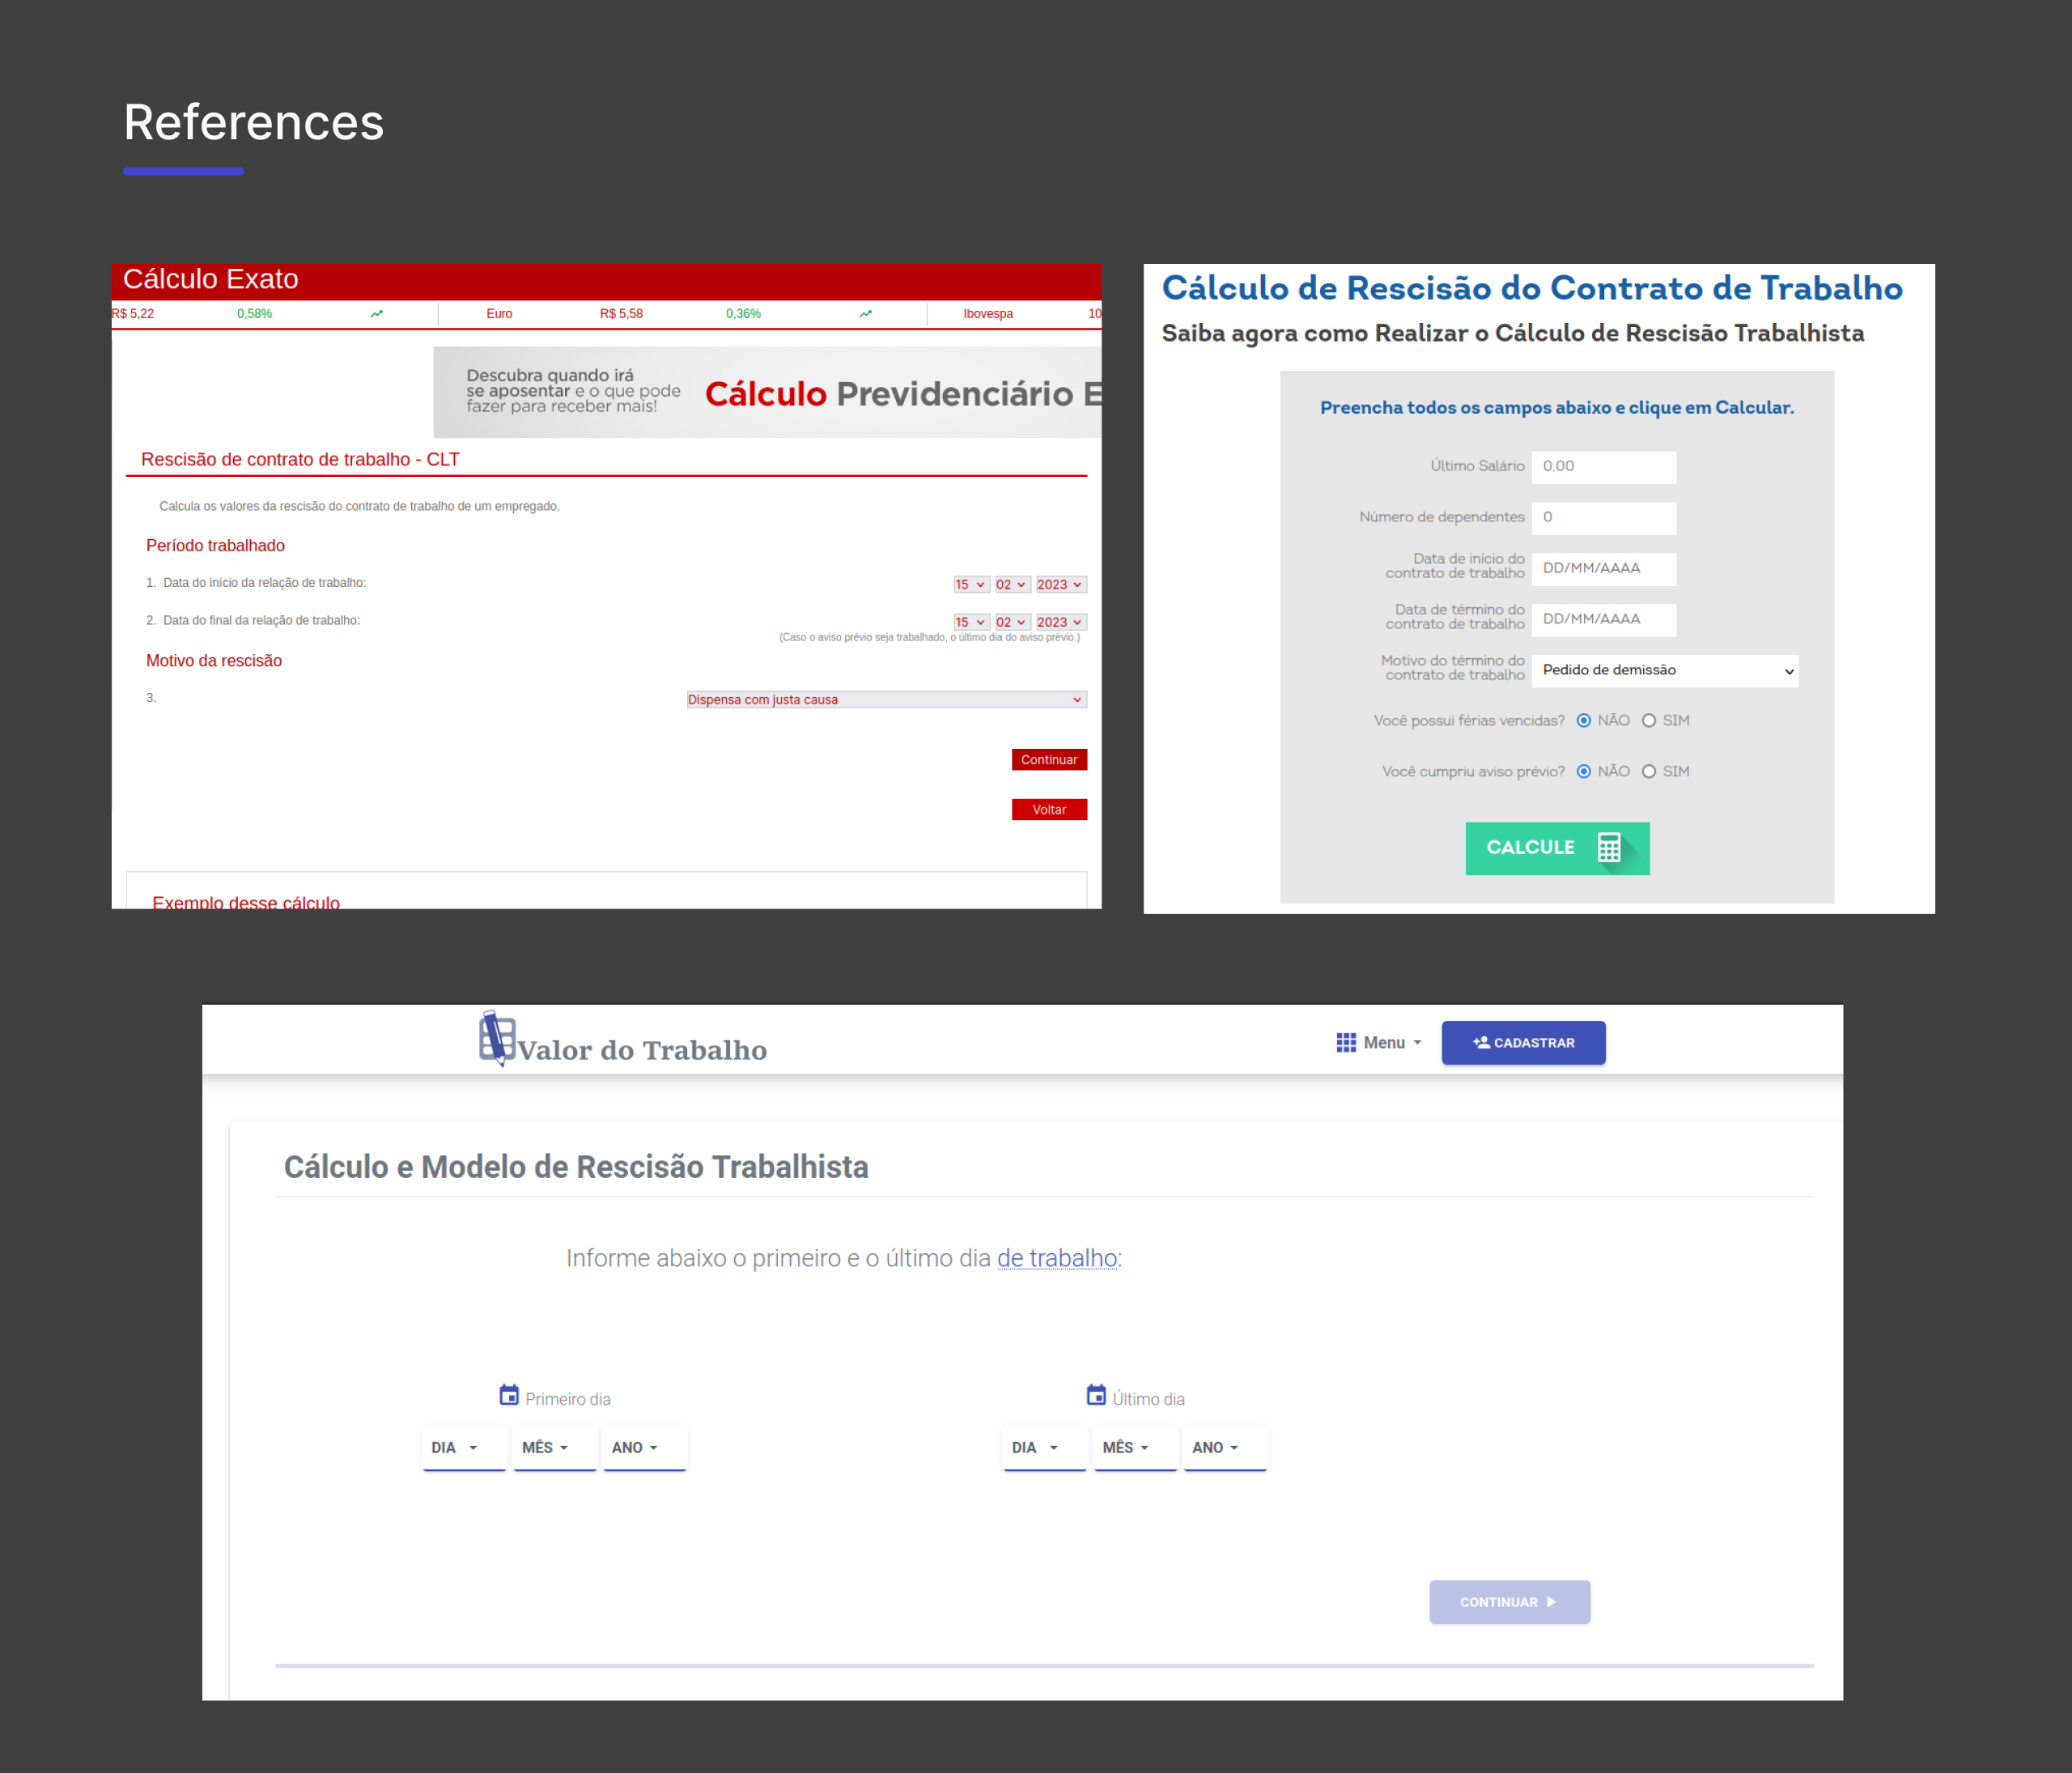 References
Cálculo Exato
R$ 5,22 0,58% Euro R$ 5,58 0,36% Ibovespa 10
Descubra quando irá
se aposentar e o que pode
fazer para receber mais!
Cálculo Previdenciário E
Rescisão de contrato de trabalho - CLT
Calcula os valores da rescisão do contrato de trabalho de um empregado.
Período trabalhado
1. Data do início da relação de trabalho: 15 02 2023
2. Data do final da relação de trabalho: 15 02 2023
(Caso o aviso prévio seja trabalhado, o último dia do aviso prévio.)
Motivo da rescisão
3. Dispensa com justa causa
Continuar
Voltar
Exemplo desse cálculo
Cálculo de Rescisão do Contrato de Trabalho
Saiba agora como Realizar o Cálculo de Rescisão Trabalhista
Preencha todos os campos abaixo e clique em Calcular.
Último Salário 0,00
Número de dependentes 0
Data de início do
contrato de trabalho DD/MM/AAAA
Data de término do
contrato de trabalho DD/MM/AAAA
Motivo do término do
contrato de trabalho Pedido de demissão
Você possui férias vencidas? NÃO SIM
Você cumpriu aviso prévio? NÃO SIM
CALCULE
Valor do Trabalho Menu CADASTRAR
Cálculo e Modelo de Rescisão Trabalhista
Informe abaixo o primeiro e o último dia de trabalho:
Primeiro dia Último dia
DIA MÊS ANO DIA MÊS ANO
CONTINUAR